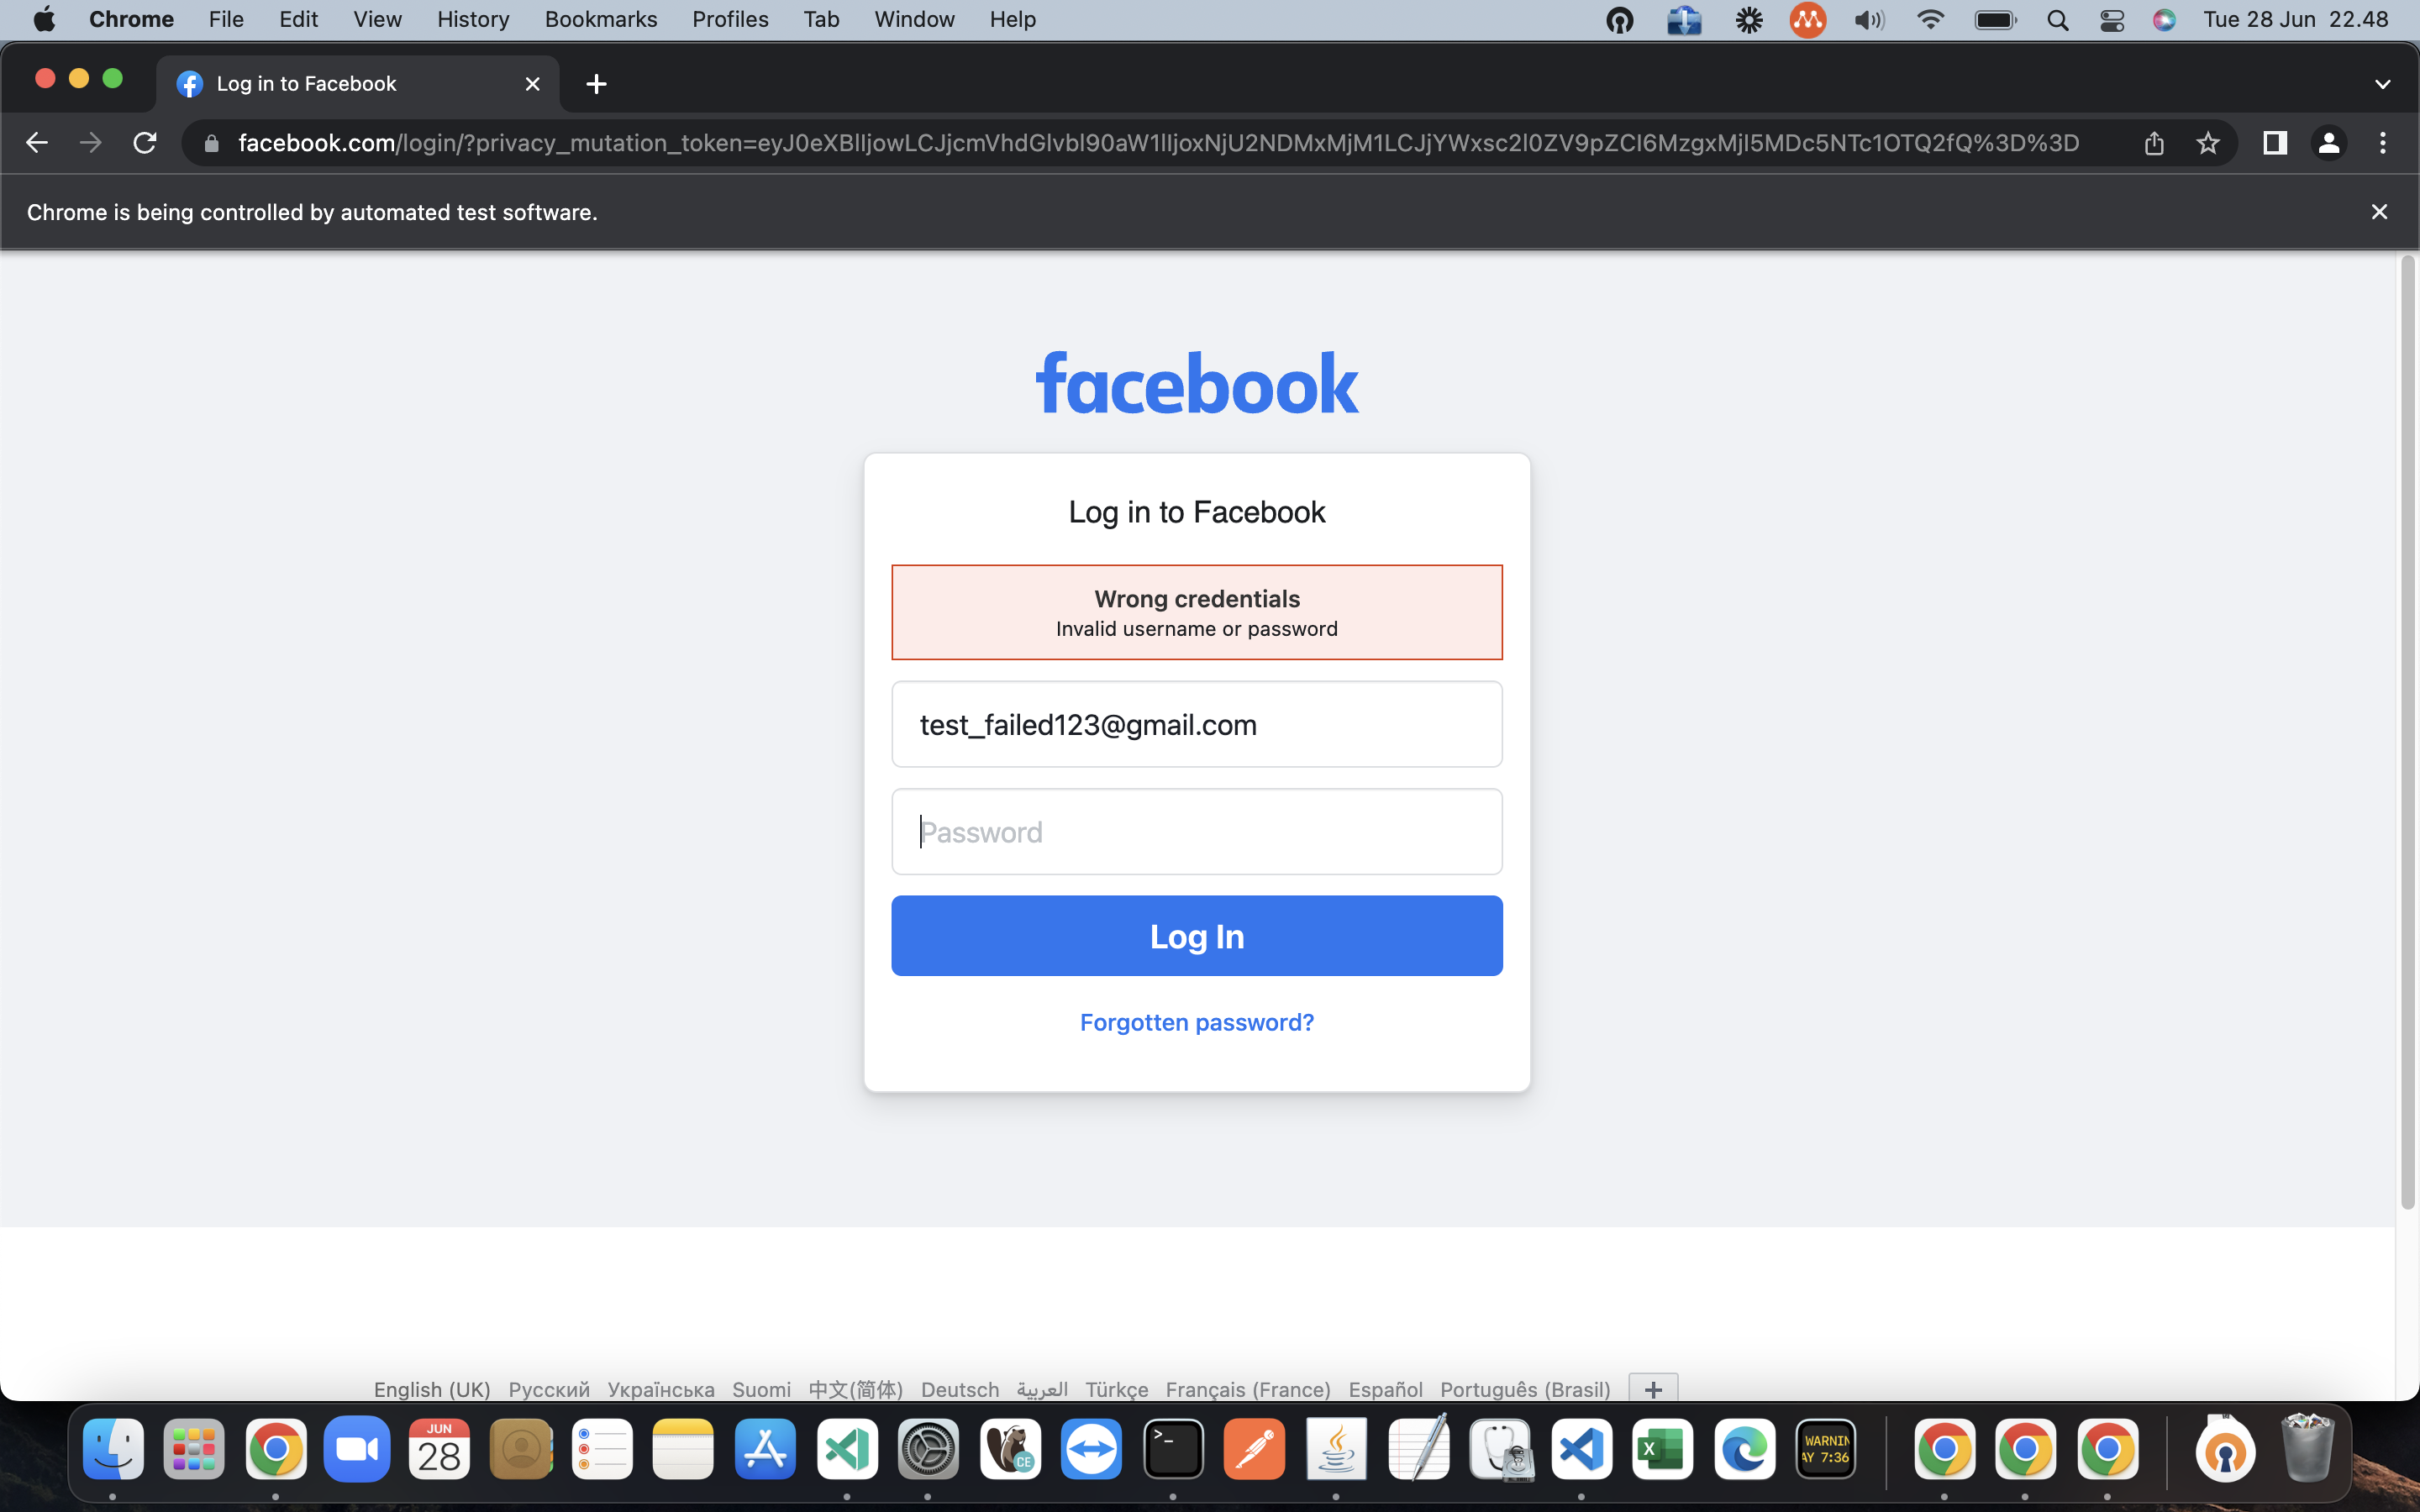 Chrome File Edit View History Bookmarks Profiles Tab Window Help Tue 28 Jun 22.48
Log in to Facebook
facebook.com/login/?privacy_mutation_token=eyJ0eXBlIjowLCJjcmVhdGlvbl90aW1lIjoxNjU2NDMxMjM1LCJjYWxsc2l0ZV9pZCI6MzgxMjI5MDc5NTc1OTQ2fQ%3D%3D
Chrome is being controlled by automated test software.
facebook
Log in to Facebook
Wrong credentials
Invalid username or password
test_failed123@gmail.com
Password
Log In
Forgotten password?
English (UK) Русский Українська Suomi 中文(简体) Deutsch العربية Türkçe Français (France) Español Português (Brasil)
JUN
28
CE
WARNIN
AY 7:36